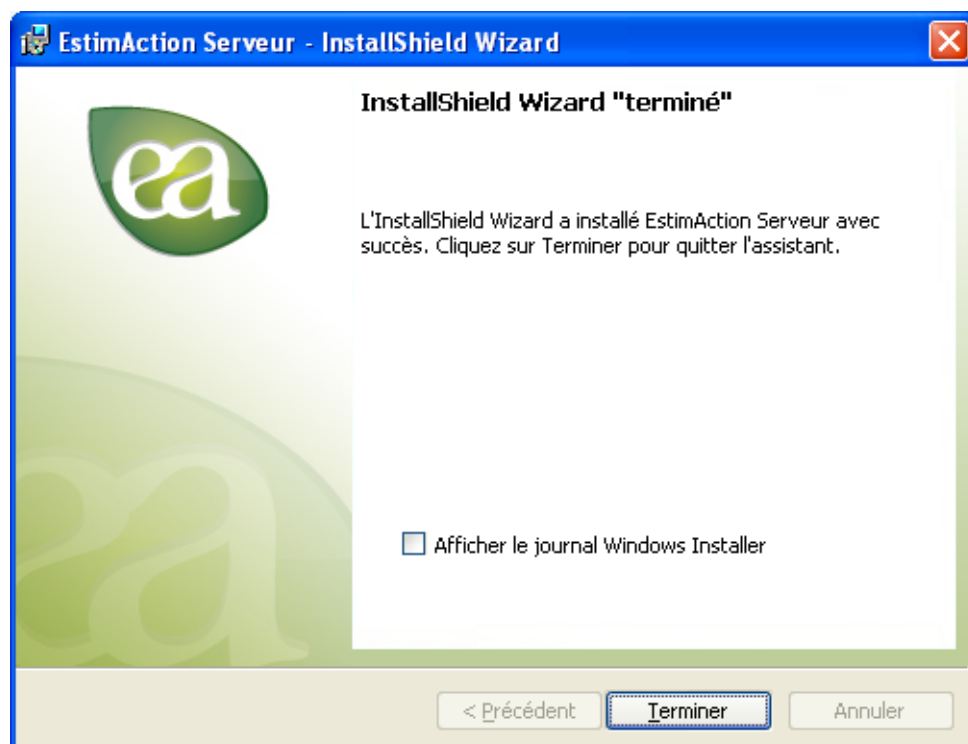 EstimAction Serveur - InstallShield Wizard
InstallShield Wizard "terminé"
ea
L'InstallShield Wizard a installé EstimAction Serveur avec
succès. Cliquez sur Terminer pour quitter l'assistant.
ea
Afficher le journal Windows Installer
< Précédent
Terminer
Annuler